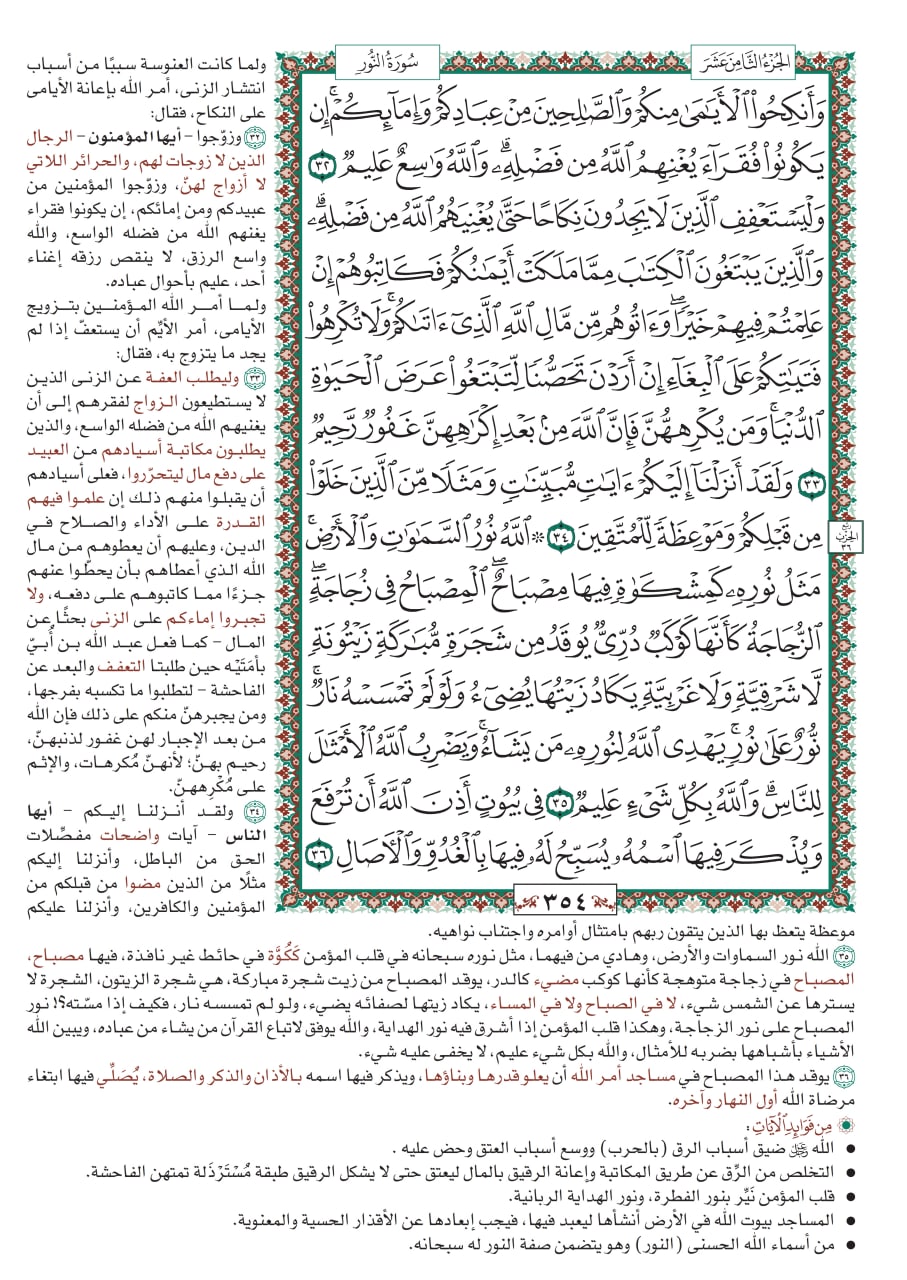 الجزء الثامن عشر
سورة النور
وَأَنكِحُوا۟ ٱلْأَيَـٰمَىٰ مِنكُمْ وَٱلصَّـٰلِحِينَ مِنْ عِبَادِكُمْ وَإِمَآئِكُمْ ۚ إِن
يَكُونُوا۟ فُقَرَآءَ يُغْنِهِمُ ٱللَّهُ مِن فَضْلِهِۦ ۗ وَٱللَّهُ وَٰسِعٌ عَلِيمٌ ٣٢
وَلْيَسْتَعْفِفِ ٱلَّذِينَ لَا يَجِدُونَ نِكَاحًا حَتَّىٰ يُغْنِيَهُمُ ٱللَّهُ مِن فَضْلِهِۦ ۗ
وَٱلَّذِينَ يَبْتَغُونَ ٱلْكِتَـٰبَ مِمَّا مَلَكَتْ أَيْمَـٰنُكُمْ فَكَاتِبُوهُمْ إِنْ
عَلِمْتُمْ فِيهِمْ خَيْرًا ۖ وَءَاتُوهُم مِّن مَّالِ ٱللَّهِ ٱلَّذِىٓ ءَاتَىٰكُمْ ۚ وَلَا تُكْرِهُوا۟
فَتَيَـٰتِكُمْ عَلَى ٱلْبِغَآءِ إِنْ أَرَدْنَ تَحَصُّنًا لِّتَبْتَغُوا۟ عَرَضَ ٱلْحَيَوٰةِ
ٱلدُّنْيَا ۚ وَمَن يُكْرِههُّنَّ فَإِنَّ ٱللَّهَ مِنۢ بَعْدِ إِكْرَٰهِهِنَّ غَفُورٌ رَّحِيمٌ
٣٣ وَلَقَدْ أَنزَلْنَآ إِلَيْكُمْ ءَايَـٰتٍ مُّبَيِّنَـٰتٍ وَمَثَلًا مِّنَ ٱلَّذِينَ خَلَوْا۟
مِن قَبْلِكُمْ وَمَوْعِظَةً لِّلْمُتَّقِينَ ٣٤ ۞ ٱللَّهُ نُورُ ٱلسَّمَـٰوَٰتِ وَٱلْأَرْضِ ۚ
مَثَلُ نُورِهِۦ كَمِشْكَوٰةٍ فِيهَا مِصْبَاحٌ ۖ ٱلْمِصْبَاحُ فِى زُجَاجَةٍ ۖ
ٱلزُّجَاجَةُ كَأَنَّهَا كَوْكَبٌ دُرِّىٌّ يُوقَدُ مِن شَجَرَةٍ مُّبَـٰرَكَةٍ زَيْتُونَةٍ
لَّا شَرْقِيَّةٍ وَلَا غَرْبِيَّةٍ يَكَادُ زَيْتُهَا يُضِىٓءُ وَلَوْ لَمْ تَمْسَسْهُ نَارٌ ۚ
نُّورٌ عَلَىٰ نُورٍ ۗ يَهْدِى ٱللَّهُ لِنُورِهِۦ مَن يَشَآءُ ۚ وَيَضْرِبُ ٱللَّهُ ٱلْأَمْثَـٰلَ
لِلنَّاسِ ۗ وَٱللَّهُ بِكُلِّ شَىْءٍ عَلِيمٌ ٣٥ فِى بُيُوتٍ أَذِنَ ٱللَّهُ أَن تُرْفَعَ
وَيُذْكَرَ فِيهَا ٱسْمُهُۥ يُسَبِّحُ لَهُۥ فِيهَا بِٱلْغُدُوِّ وَٱلْـَٔاصَالِ ٣٦
ربع
الحزب
٣٦
٣٥٤
ولما كانت العنوسة سببًا من أسباب
انتشار الزنى، أمر الله بإعانة الأيامى
على النكاح، فقال:
٣٢ وزوّجوا - أيها المؤمنون - الرجال
الذين لا زوجات لهم، والحرائر اللاتي
لا أزواج لهنّ، وزوّجوا المؤمنين من
عبيدكم ومن إمائكم، إن يكونوا فقراء
يغنهم الله من فضله الواسع، والله
واسع الرزق، لا ينقص رزقه إغناء
أحد، عليم بأحوال عباده.
ولمـا أمـر الله المؤمنـين بتـزويج
الأيامى، أمر الأيّم أن يستعفّ إذا لم
يجد ما يتزوج به، فقال:
٣٣ وليطلب العفة عن الزنى الذين
لا يستطيعون الزواج لفقرهم إلى أن
يغنيهم الله من فضله الواسع، والذين
يطلبون مكاتبة أسيادهم من العبيد
على دفع مال ليتحرّروا، فعلى أسيادهم
أن يقبلوا منهم ذلك إن علموا فيهم
القدرة على الأداء والصلاح في
الدين، وعليهم أن يعطوهم من مال
الله الذي أعطاهم بأن يحطّوا عنهم
جزءًا مما كاتبوهم على دفعه، ولا
تجبروا إماءكم على الزنى بحثًا عن
المال - كما فعل عبد الله بن أُبيّ
بأمَتَيْه حين طلبتا التعفف والبعد عن
الفاحشة - لتطلبوا ما تكسبه بفرجها،
ومن يجبرهنّ منكم على ذلك فإن الله
من بعد الإجبار لهن غفور لذنبهنّ،
رحيم بهنّ؛ لأنهنّ مُكرهات، والإثم
على مُكْرِههنّ.
٣٤ ولقـد أنـزلنـا إليـكم - أيـها
الناس - آيات واضحات مفصِّلات
الحق من الباطل، وأنزلنا إليكم
مثلًا من الذين مضوا من قبلكم من
المؤمنين والكافرين، وأنزلنا عليكم
موعظة يتعظ بها الذين يتقون ربهم بامتثال أوامره واجتناب نواهيه.
٣٥ الله نور السماوات والأرض، وهادي من فيهما، مثل نوره سبحانه في قلب المؤمن كَكُوَّة في حائط غير نافذة، فيها مصباح،
المصباح في زجاجة متوهجة كأنها كوكب مضيء كالدر، يوقد المصباح من زيت شجرة مباركة، هي شجرة الزيتون، الشجرة لا
يسترها عن الشمس شيء، لا في الصباح ولا في المساء، يكاد زيتها لصفائه يضيء، ولو لم تمسسه نار، فكيف إذا مسّته؟! نور
المصباح على نور الزجاجة، وهكذا قلب المؤمن إذا أشرق فيه نور الهداية، والله يوفق لاتباع القرآن من يشاء من عباده، ويبين الله
الأشياء بأشباهها بضربه للأمثال، والله بكل شيء عليم، لا يخفى عليه شيء.
٣٦ يوقد هذا المصباح في مساجد أمر الله أن يعلو قدرها وبناؤها، ويذكر فيها اسمه بالأذان والذكر والصلاة، يُصَلِّي فيها ابتغاء
مرضاة الله أول النهار وآخره.
من فوائد الآيات:
• الله ﷻ ضيق أسباب الرق (بالحرب) ووسع أسباب العتق وحض عليه .
• التخلص من الرِّق عن طريق المكاتبة وإعانة الرقيق بالمال ليعتق حتى لا يشكل الرقيق طبقة مُسْتَرْذَلة تمتهن الفاحشة.
• قلب المؤمن نَيِّر بنور الفطرة، ونور الهداية الربانية.
• المساجد بيوت الله في الأرض أنشأها ليعبد فيها، فيجب إبعادها عن الأقذار الحسية والمعنوية.
• من أسماء الله الحسنى (النور) وهو يتضمن صفة النور له سبحانه.